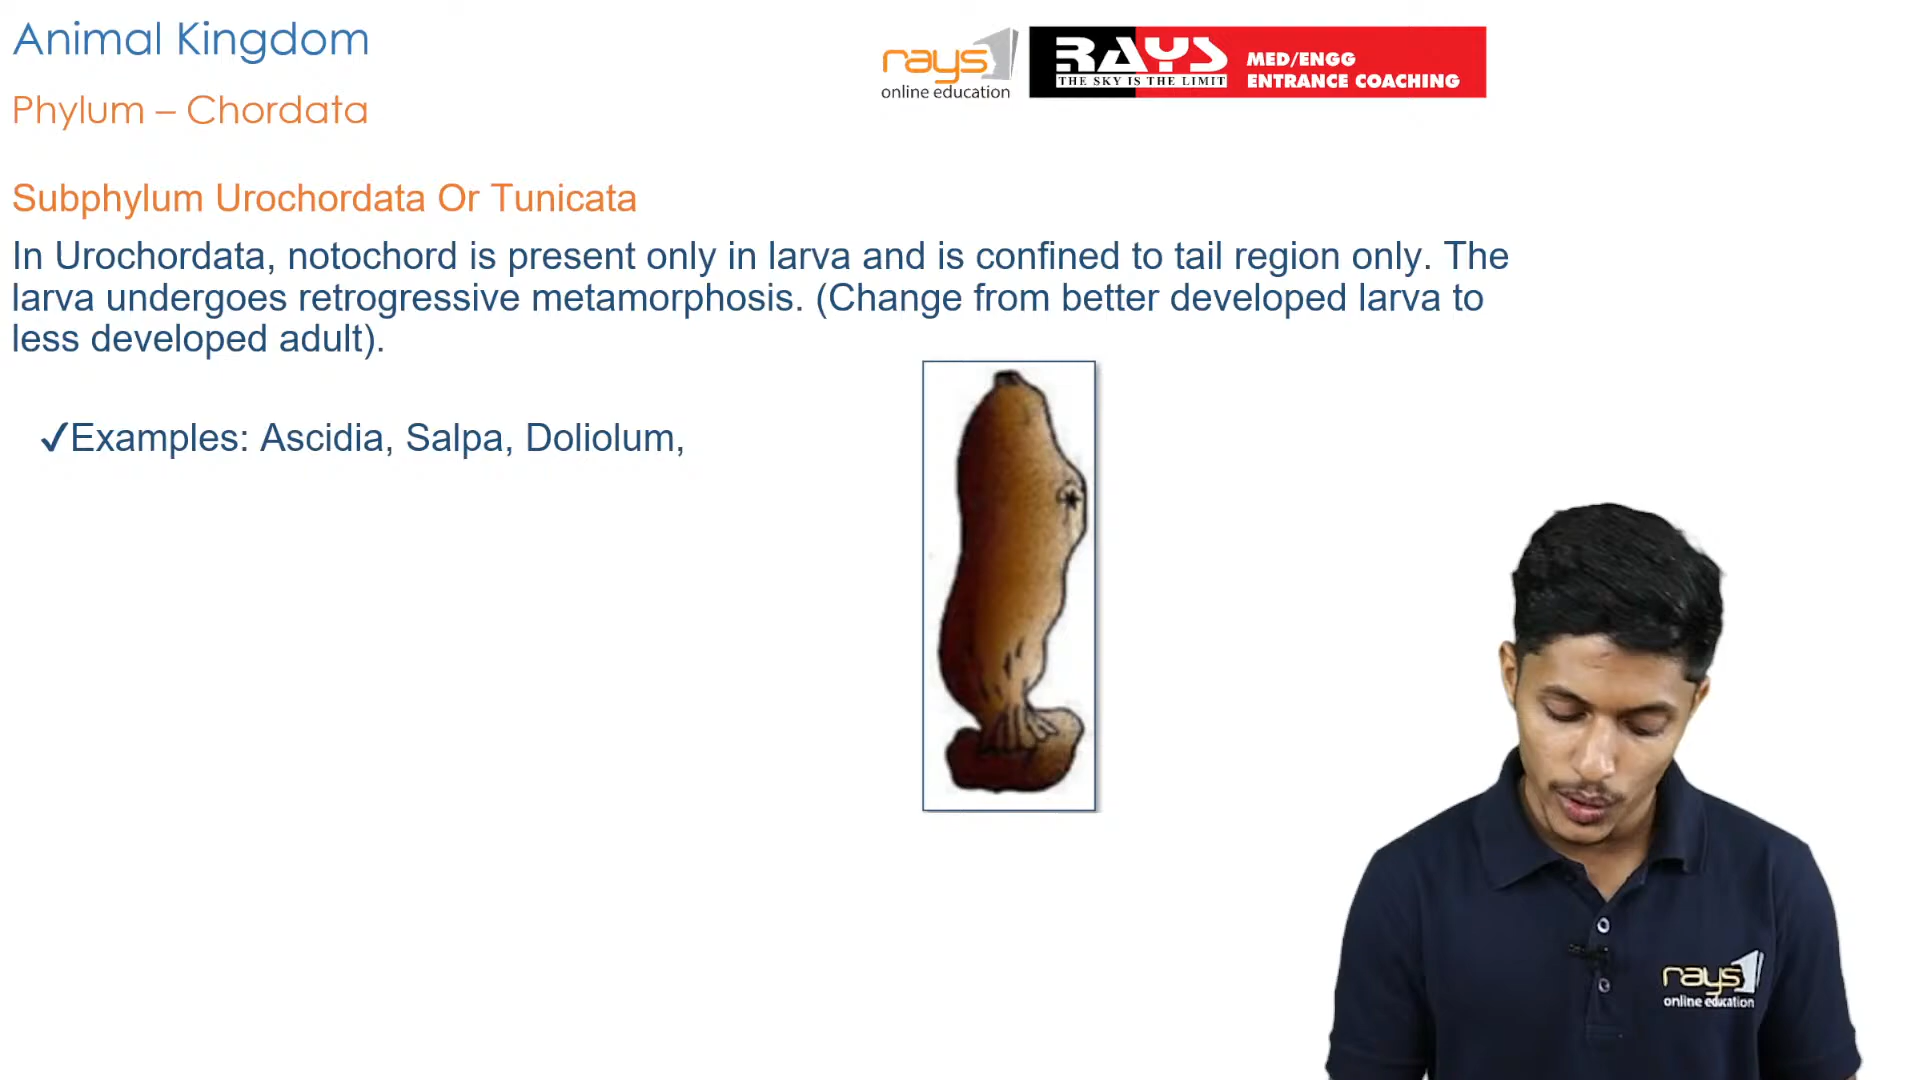 Animal Kingdom
rays
online education
RAYS
THE SKY IS THE LIMIT
MED/ENGG
ENTRANCE COACHING
Phylum – Chordata
Subphylum Urochordata Or Tunicata
In Urochordata, notochord is present only in larva and is confined to tail region only. The
larva undergoes retrogressive metamorphosis. (Change from better developed larva to
less developed adult).
✓Examples: Ascidia, Salpa, Doliolum,
rays
online education